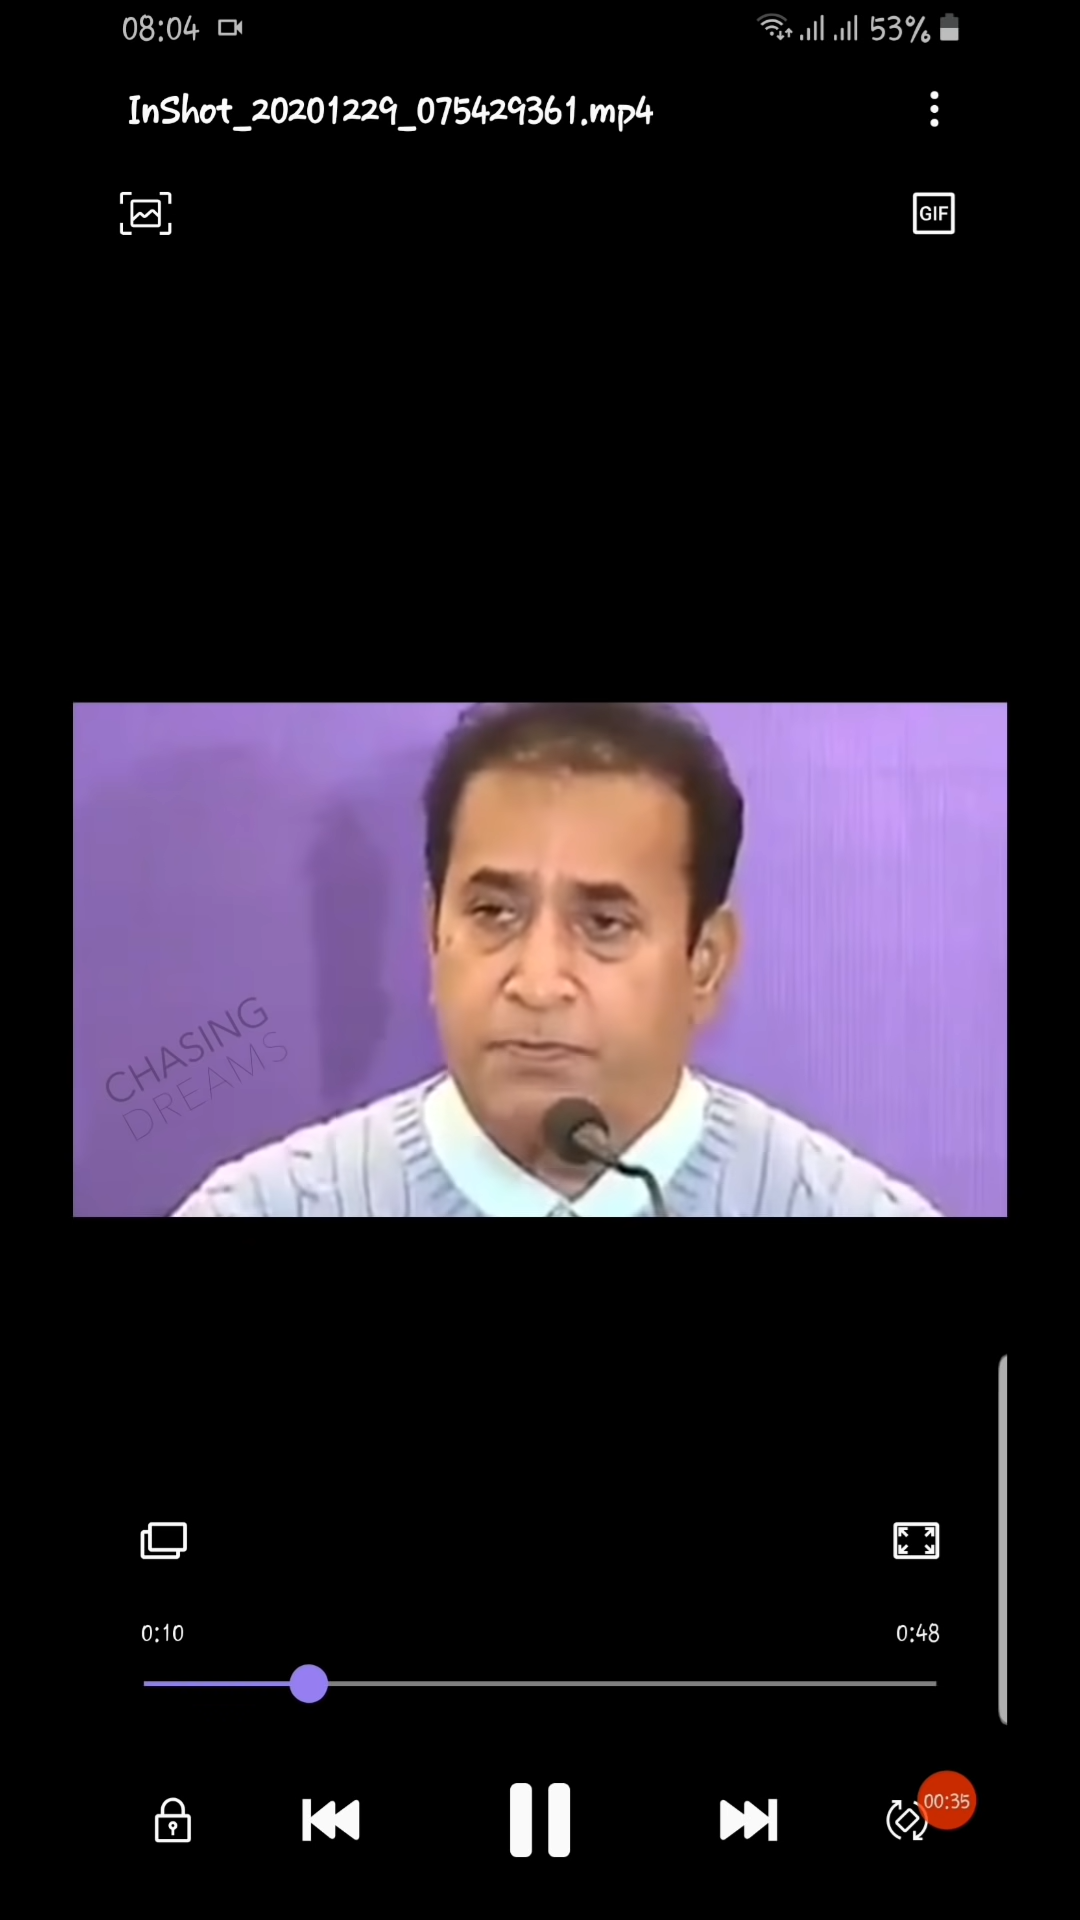 08:04 53%
InShot_20201229_075429361.mp4
GIF
CHASING
DREAMS
0:10 0:48
00:35